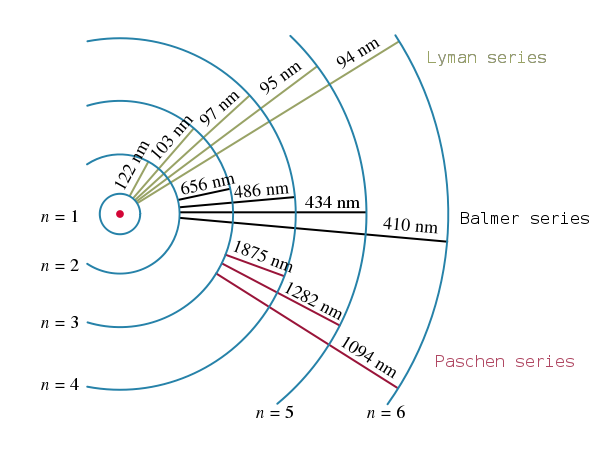 94 nm
Lyman series
95 nm
97 nm
103 nm
122 nm
656 nm
486 nm
434 nm
n = 1
410 nm
Balmer series
1875 nm
n = 2
1282 nm
n = 3
1094 nm
Paschen series
n = 4
n = 5
n = 6